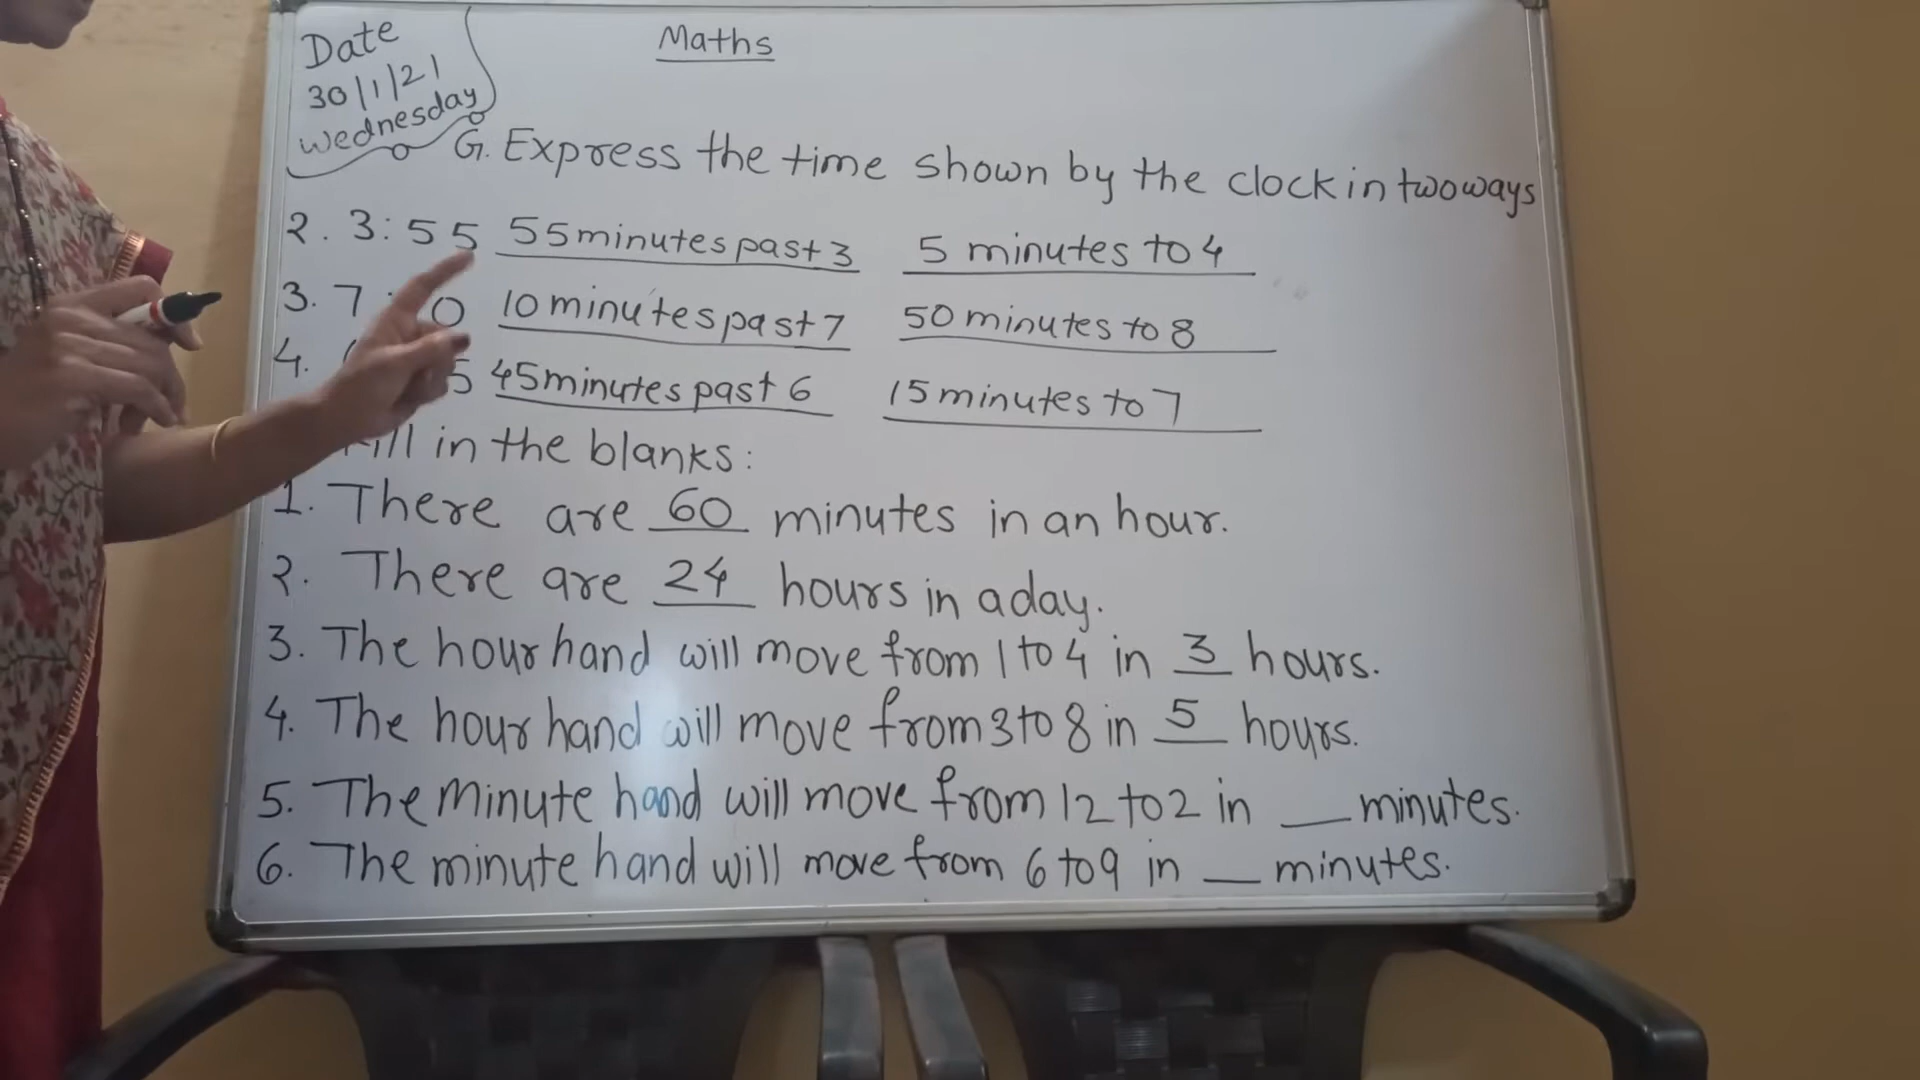 Date
30/1/21
Wednesday
Maths
G. Express the time shown by the clock in two ways
2. 3:55 55 minutes past 3 5 minutes to 4
3. 7 0 10 minutes past 7 50 minutes to 8
4. 5 45 minutes past 6 15 minutes to 7
Fill in the blanks:
1. There are 60 minutes in an hour.
2. There are 24 hours in a day.
3. The hour hand will move from 1 to 4 in 3 hours.
4. The hour hand will move from 3 to 8 in 5 hours.
5. The minute hand will move from 12 to 2 in __ minutes.
6. The minute hand will move from 6 to 9 in __ minutes.